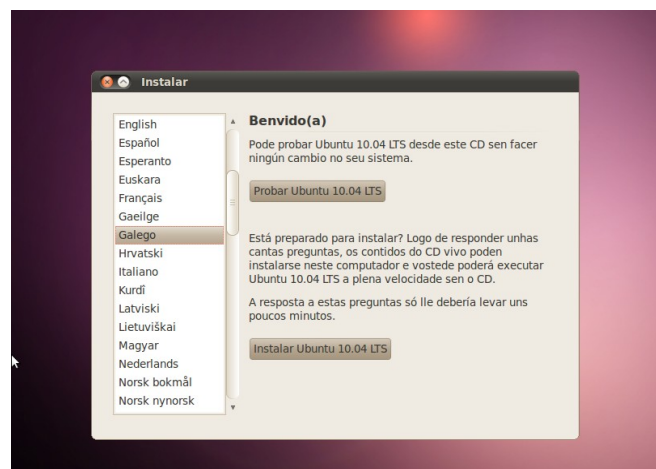 Instalar
English
Español
Esperanto
Euskara
Français
Gaeilge
Galego
Hrvatski
Italiano
Kurdî
Latviski
Lietuviškai
Magyar
Nederlands
Norsk bokmål
Norsk nynorsk
Benvido(a)
Pode probar Ubuntu 10.04 LTS desde este CD sen facer
ningún cambio no seu sistema.
Probar Ubuntu 10.04 LTS
Está preparado para instalar? Logo de responder unhas
cantas preguntas, os contidos do CD vivo poden
instalarse neste computador e vostede poderá executar
Ubuntu 10.04 LTS a plena velocidade sen o CD.
A resposta a estas preguntas só lle debería levar uns
poucos minutos.
Instalar Ubuntu 10.04 LTS